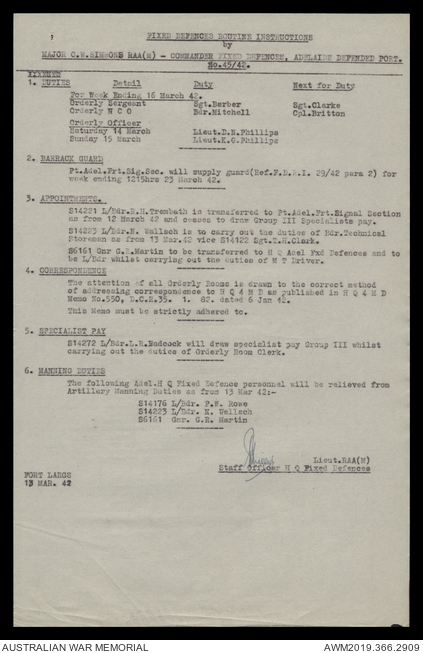 FIXED DEFENCES ROUTINE INSTRUCTIONS
by
MAJOR C.W.SIMMONS RAA(M) - COMMANDER FIXED DEFENCES, ADELAIDE DEFENDED PORT.
No.45/42.
1. DUTIES Detail Duty Next for Duty
For Week Ending 16 March 42.
Orderly Sergeant Sgt.Barber Sgt.Clarke
Orderly N C O Bdr.Mitchell Cpl.Britton
Orderly Officer
Saturday 14 March Lieut.D.N.Phillips
Sunday 15 March Lieut.K.G.Phillips
2. BARRACK GUARD
Pt.Adel.Frt.Sig.Sec. will supply guard(Ref.F.D.R.I. 29/42 para 2) for
week ending 1215hrs 23 March 42.
3. APPOINTMENTS.
S14221 L/Bdr.R.H.Trembath is transferred to Pt.Adel.Frt.Signal Section
as from 12 March 42 and ceases to draw Group III Specialists pay.
S14223 L/Bdr.N. Wallsch is to carry out the duties of Bdr.Technical
Storeman as from 13 Mar.42 vice S14122 Sgt.T.H.Clark.
S6161 Gnr G.R.Martin to be transferred to H Q Adel Fxd Defences and to
be L/Bdr whilst carrying out the duties of M T Driver.
4. CORRESPONDENCE
The attention of all Orderly Rooms is drawn to the correct method
of addressing correspondence to H Q 4 M D as published in H Q 4 M D
Memo No.550, D.C.R.35. 1. 82. dated 6 Jan 42.
This Memo must be strictly adhered to.
5. SPECIALIST PAY
S14272 L/Bdr.L.R.Badcock will draw specialist pay Group III whilst
carrying out the duties of Orderly Room Clerk.
6. MANNING DUTIES
The following Adel.H Q Fixed Defence personnel will be relieved from
Artillery Manning Duties as from 13 Mar 42:-
S14176 L/Bdr. P.N. Rowe
S14223 L/Bdr. N. Wellsch
S6161 Gnr. G.R. Martin
Phillips
Lieut.RAA(M)
Staff Officer H Q Fixed Defences
FORT LARGS
13 MAR. 42
AUSTRALIAN WAR MEMORIAL AWM2019.366.2909